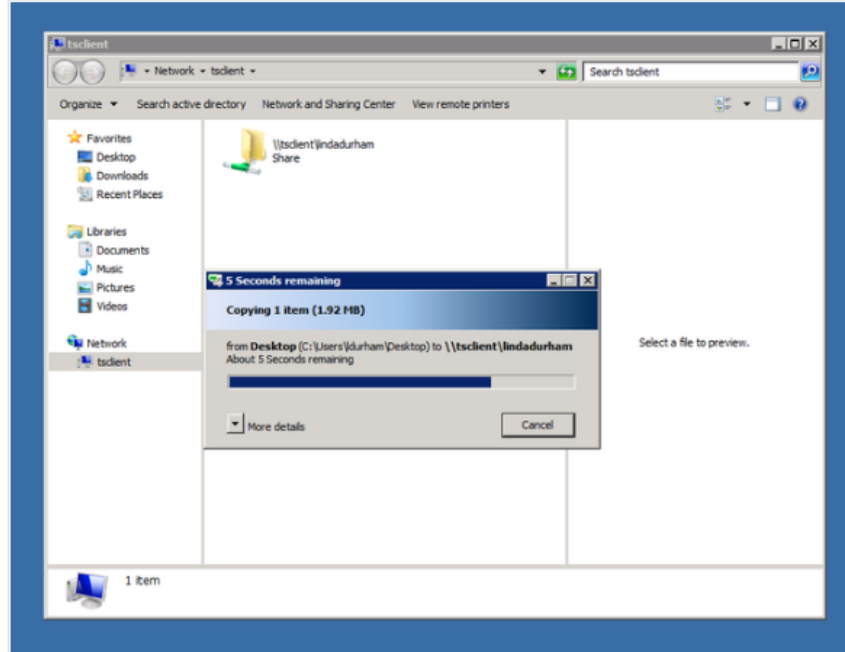 tsclient
Network tsclient Search tsclient
Organize Search active directory Network and Sharing Center View remote printers
Favorites
Desktop
Downloads
Recent Places
Libraries
Documents
Music
Pictures
Videos
Network
tsclient
\\tsclient\lindadurham
Share
5 Seconds remaining
Copying 1 item (1.92 MB)
from Desktop (C:\Users\ldurham\Desktop) to \\tsclient\lindadurham
About 5 Seconds remaining
More details Cancel
Select a file to preview.
1 item